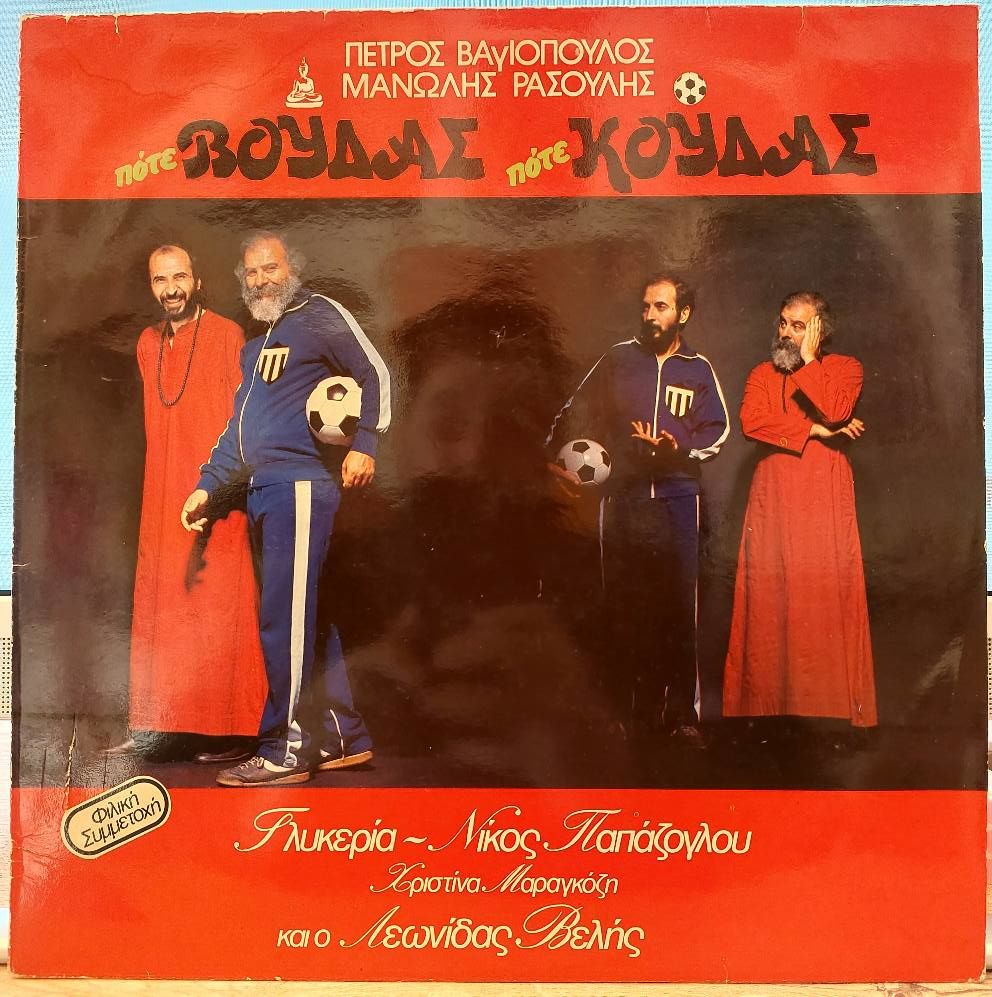 ΠΕΤΡΟΣ ΒΑγΙΟΠΟΥΛΟΣ
ΜΑΝΩΛΗΣ ΡΑΣΟΥΛΗΣ
πότε ΒΟΥΔΑΣ πότε ΚΟΥΔΑΣ
Φιλική
Συμμετοχή
Γλυκερία ~ Νίκος Παπάζογλου
Χριστίνα Μαραγκόζη
και ο Λεωνίδας Βελής